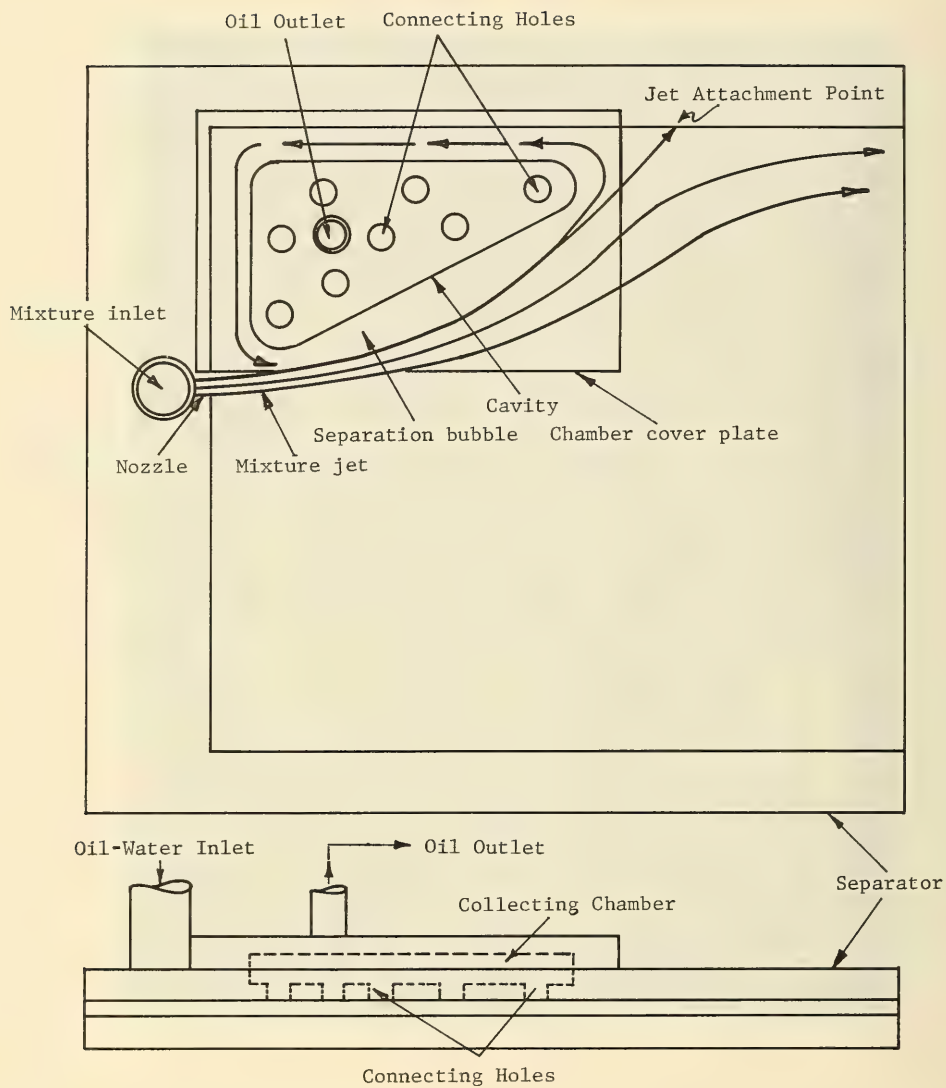 Oil Outlet
Connecting Holes
Jet Attachment Point
Mixture inlet
Cavity
Separation bubble
Chamber cover plate
Nozzle
Mixture jet
Oil-Water Inlet
Oil Outlet
Separator
Collecting Chamber
Connecting Holes